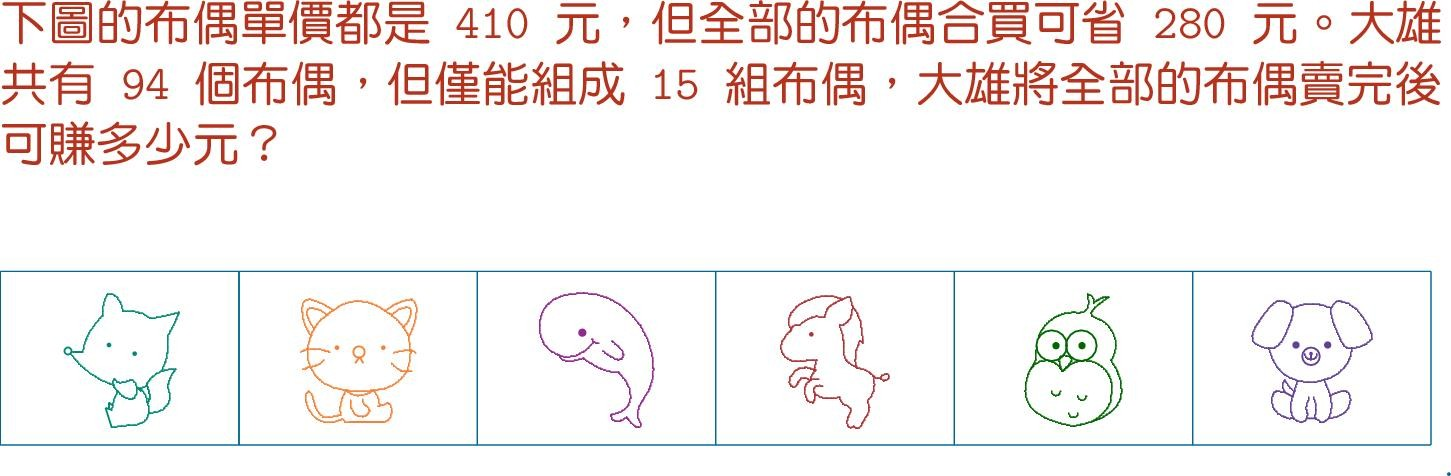 下圖的布偶單價都是 410 元，但全部的布偶合買可省 280 元。大雄
共有 94 個布偶，但僅能組成 15 組布偶，大雄將全部的布偶賣完後
可賺多少元？